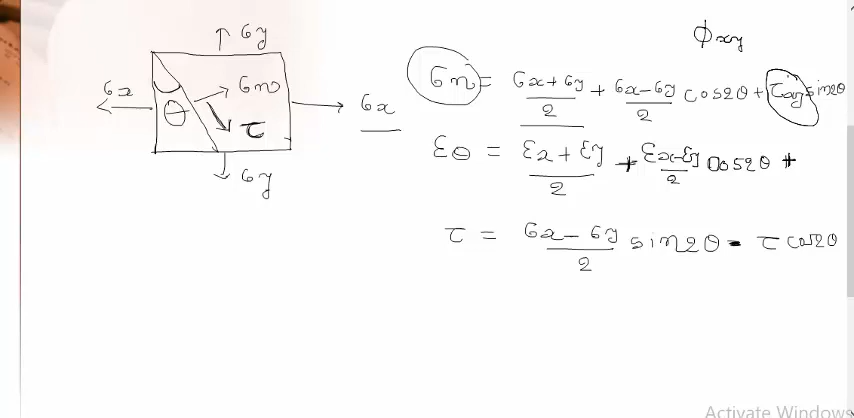 ϕxy
6y
6x
6n
θ
τ
6x
6y
6n = 6x+6y/2 + 6x-6y/2 cos2θ + τxy sin2θ
εθ = εx+εy/2 + εx-εy/2 cos2θ +
τ = 6x-6y/2 sin2θ - τ cos2θ
Activate Windows